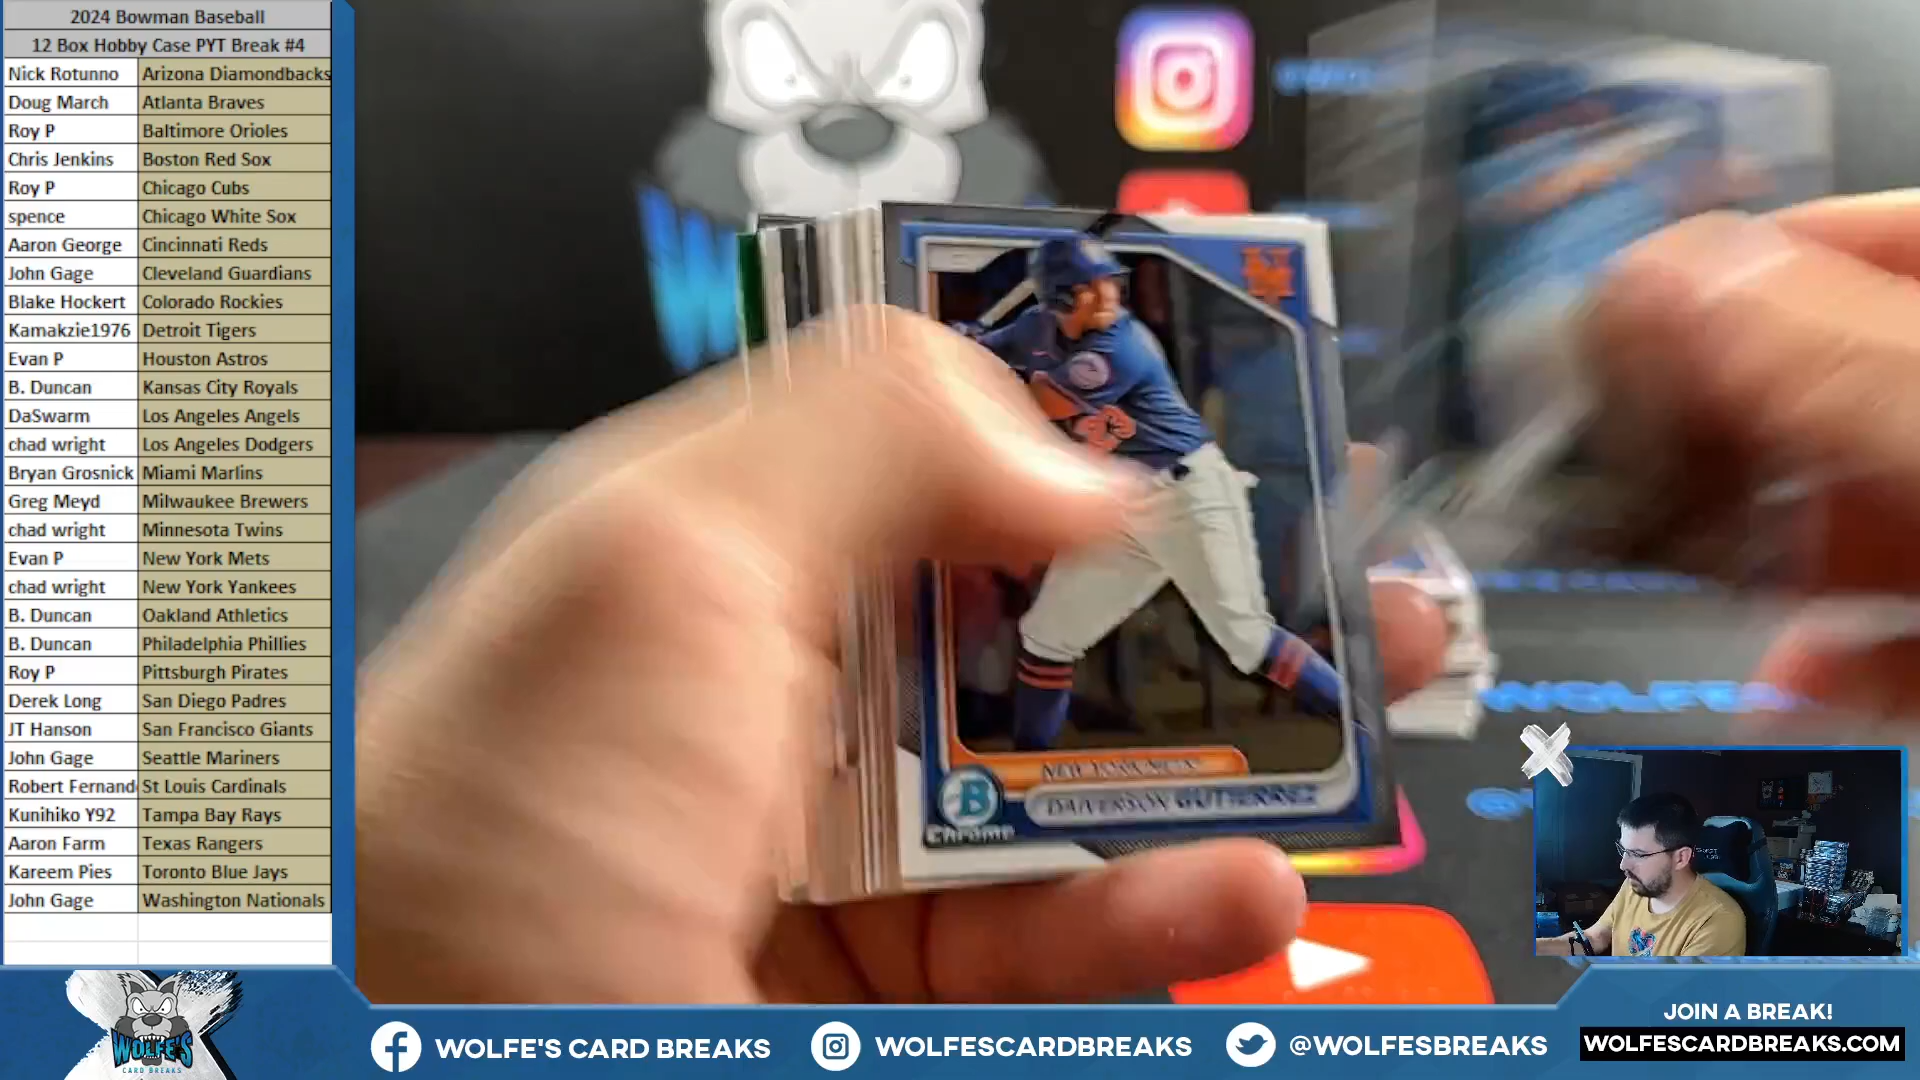 2024 Bowman Baseball
12 Box Hobby Case PYT Break #4
Nick Rotunno Arizona Diamondbacks
Doug March Atlanta Braves
Roy P Baltimore Orioles
Chris Jenkins Boston Red Sox
Roy P Chicago Cubs
spence Chicago White Sox
Aaron George Cincinnati Reds
John Gage Cleveland Guardians
Blake Hockert Colorado Rockies
Kamakzie1976 Detroit Tigers
Evan P Houston Astros
B. Duncan Kansas City Royals
DaSwarm Los Angeles Angels
chad wright Los Angeles Dodgers
Bryan Grosnick Miami Marlins
Greg Meyd Milwaukee Brewers
chad wright Minnesota Twins
Evan P New York Mets
chad wright New York Yankees
B. Duncan Oakland Athletics
B. Duncan Philadelphia Phillies
Roy P Pittsburgh Pirates
Derek Long San Diego Padres
JT Hanson San Francisco Giants
John Gage Seattle Mariners
Robert Fernand St Louis Cardinals
Kunihiko Y92 Tampa Bay Rays
Aaron Farm Texas Rangers
Kareem Pies Toronto Blue Jays
John Gage Washington Nationals
NEW YORK METS
GUTIERREZ
B
Chrome
WOLFE'S
CARD BREAKS
WOLFE'S CARD BREAKS
WOLFESCARDBREAKS
@WOLFESBREAKS
JOIN A BREAK!
WOLFESCARDBREAKS.COM